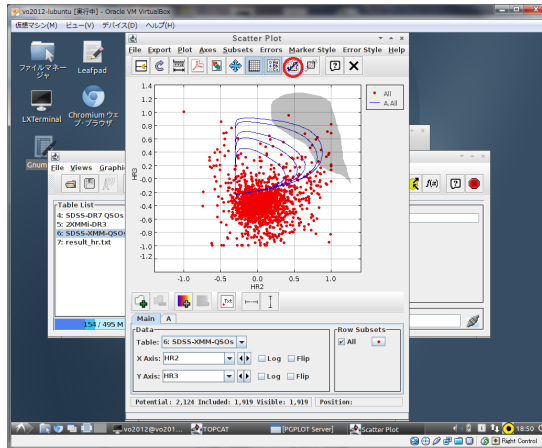 vo2012-lubuntu [実行中] - Oracle VM VirtualBox
仮想マシン(M) ビュー(V) デバイス(D) ヘルプ(H)
ファイルマネージャ
Leafpad
LXTerminal
Chromium ウェブ・ブラウザ
Gnum
Scatter Plot
File Export Plot Axes Subsets Errors Marker Style Error Style Help
1.4
1.2
1.0
0.8
0.6
0.4
0.2
0.0
-0.2
-0.4
-0.6
-0.8
-1.0
-1.2
HR3
-1.0 -0.5 0.0 0.5 1.0
HR2
All
A.All
File Views Graphi
f(x)
Table List
4: SDSS-DR7 QSOs
5: 2XMMi-DR3
6: SDSS-XMM-QSOs
7: result_hr.txt
154 / 495 M
Txt
Main A
Data
Table: 6: SDSS-XMM-QSOs
X Axis: HR2 Log Flip
Y Axis: HR3 Log Flip
Row Subsets
All
Potential: 2,124 Included: 1,919 Visible: 1,919 Position:
vo2012@vo201... TOPCAT [PGPLOT Server] Scatter Plot 18:50
Right Control